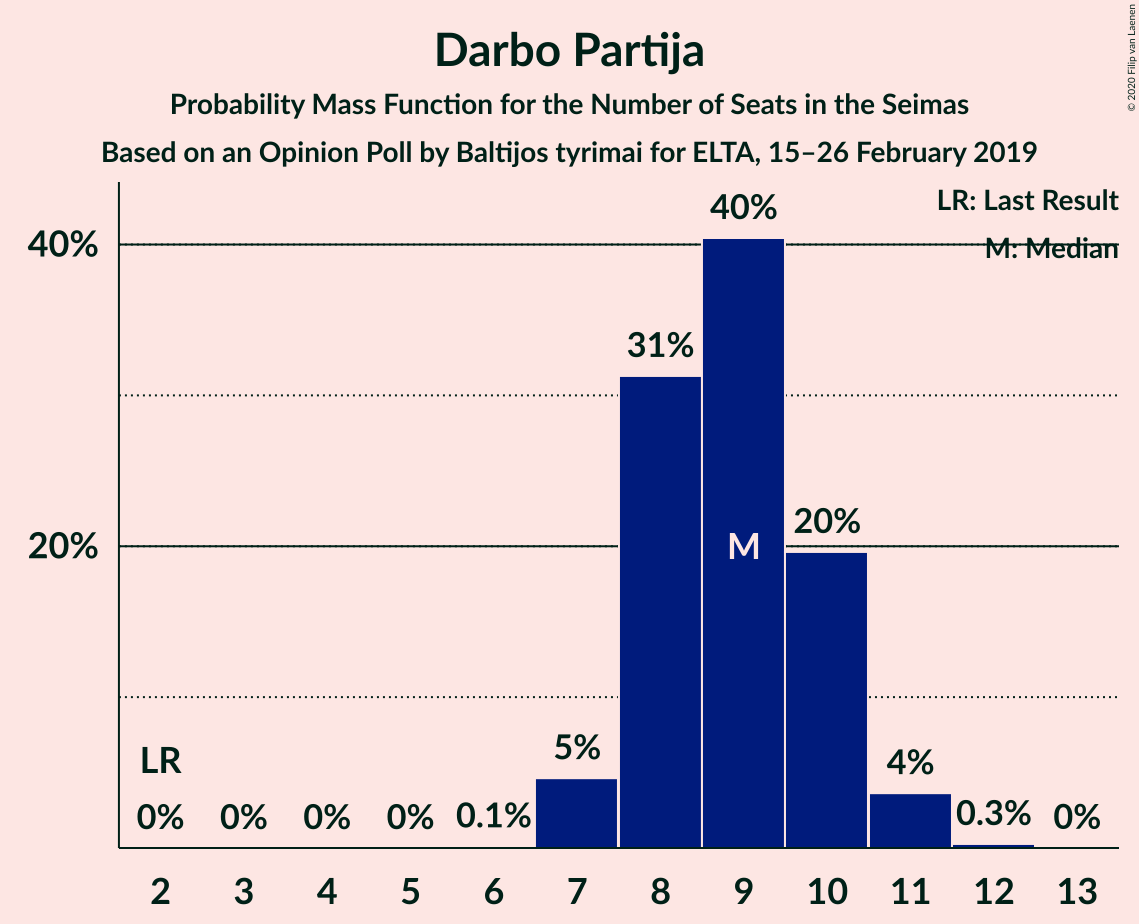 Darbo Partija
Probability Mass Function for the Number of Seats in the Seimas
Based on an Opinion Poll by Baltijos tyrimai for ELTA, 15–26 February 2019
© 2020 Filip van Laenen
LR: Last Result
M: Median
40%
20%
LR
0%
0%
0%
0%
0.1%
5%
31%
40%
M
20%
4%
0.3%
0%
2 3 4 5 6 7 8 9 10 11 12 13